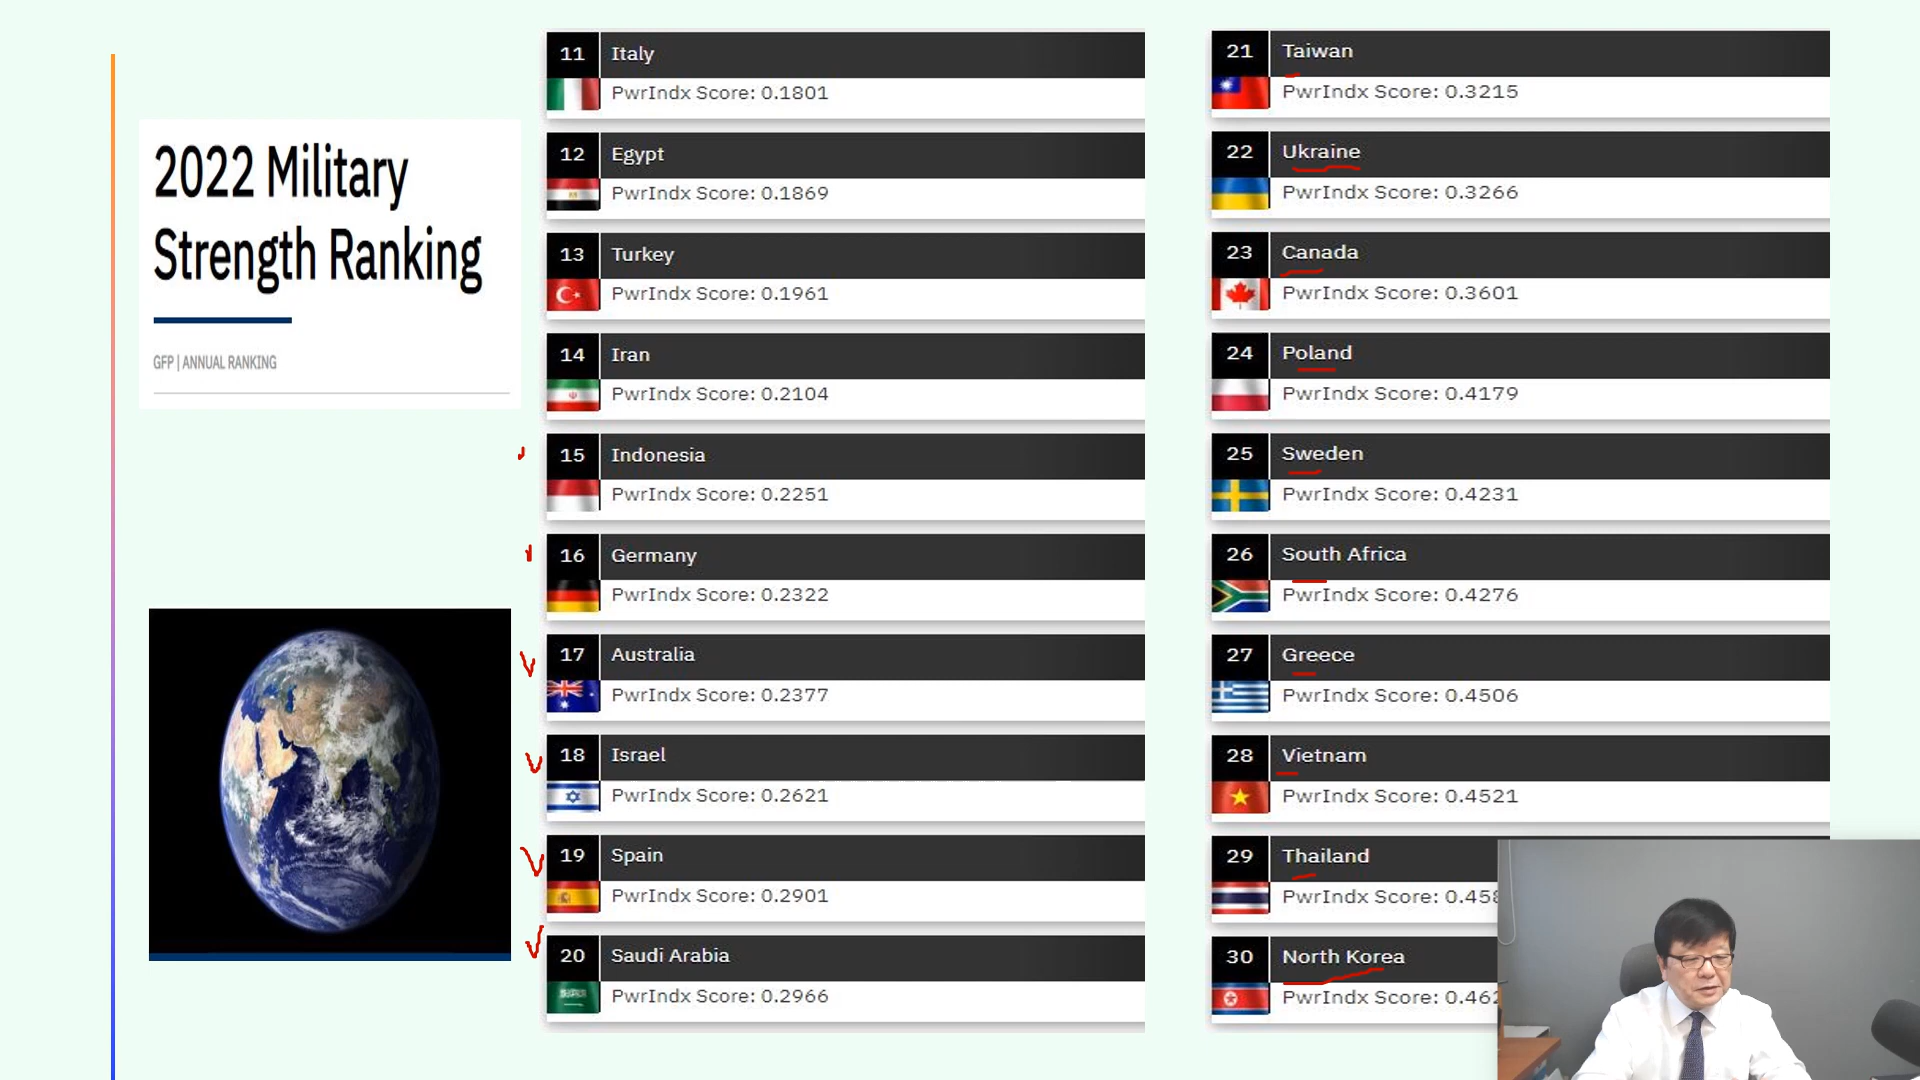 2022 Military
Strength Ranking
GFP | ANNUAL RANKING
11 Italy
PwrIndx Score: 0.1801
12 Egypt
PwrIndx Score: 0.1869
13 Turkey
PwrIndx Score: 0.1961
14 Iran
PwrIndx Score: 0.2104
15 Indonesia
PwrIndx Score: 0.2251
16 Germany
PwrIndx Score: 0.2322
17 Australia
PwrIndx Score: 0.2377
18 Israel
PwrIndx Score: 0.2621
19 Spain
PwrIndx Score: 0.2901
20 Saudi Arabia
PwrIndx Score: 0.2966
21 Taiwan
PwrIndx Score: 0.3215
22 Ukraine
PwrIndx Score: 0.3266
23 Canada
PwrIndx Score: 0.3601
24 Poland
PwrIndx Score: 0.4179
25 Sweden
PwrIndx Score: 0.4231
26 South Africa
PwrIndx Score: 0.4276
27 Greece
PwrIndx Score: 0.4506
28 Vietnam
PwrIndx Score: 0.4521
29 Thailand
PwrIndx Score:
30 North Korea
PwrIndx Score: